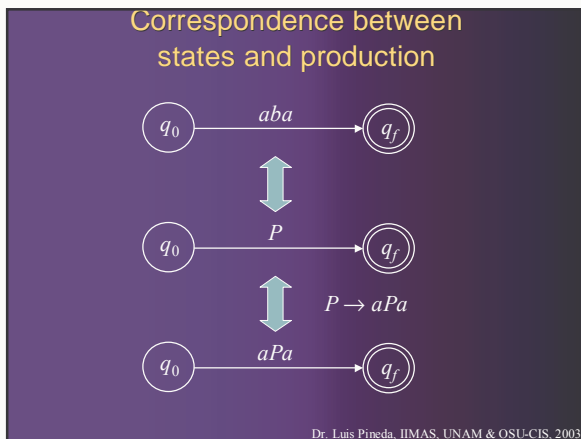 Correspondence between
states and production
aba
q0 qf
P
q0 qf
P → aPa
aPa
q0 qf
Dr. Luis Pineda, IIMAS, UNAM & OSU-CIS, 2003